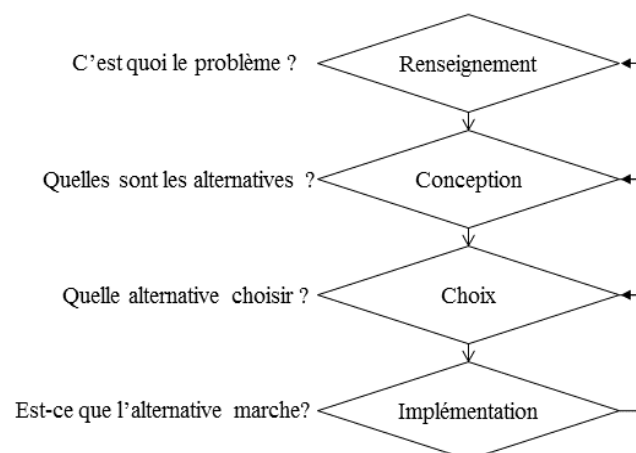 C'est quoi le problème ?
Renseignement
Quelles sont les alternatives ?
Conception
Quelle alternative choisir ?
Choix
Est-ce que l'alternative marche?
Implémentation